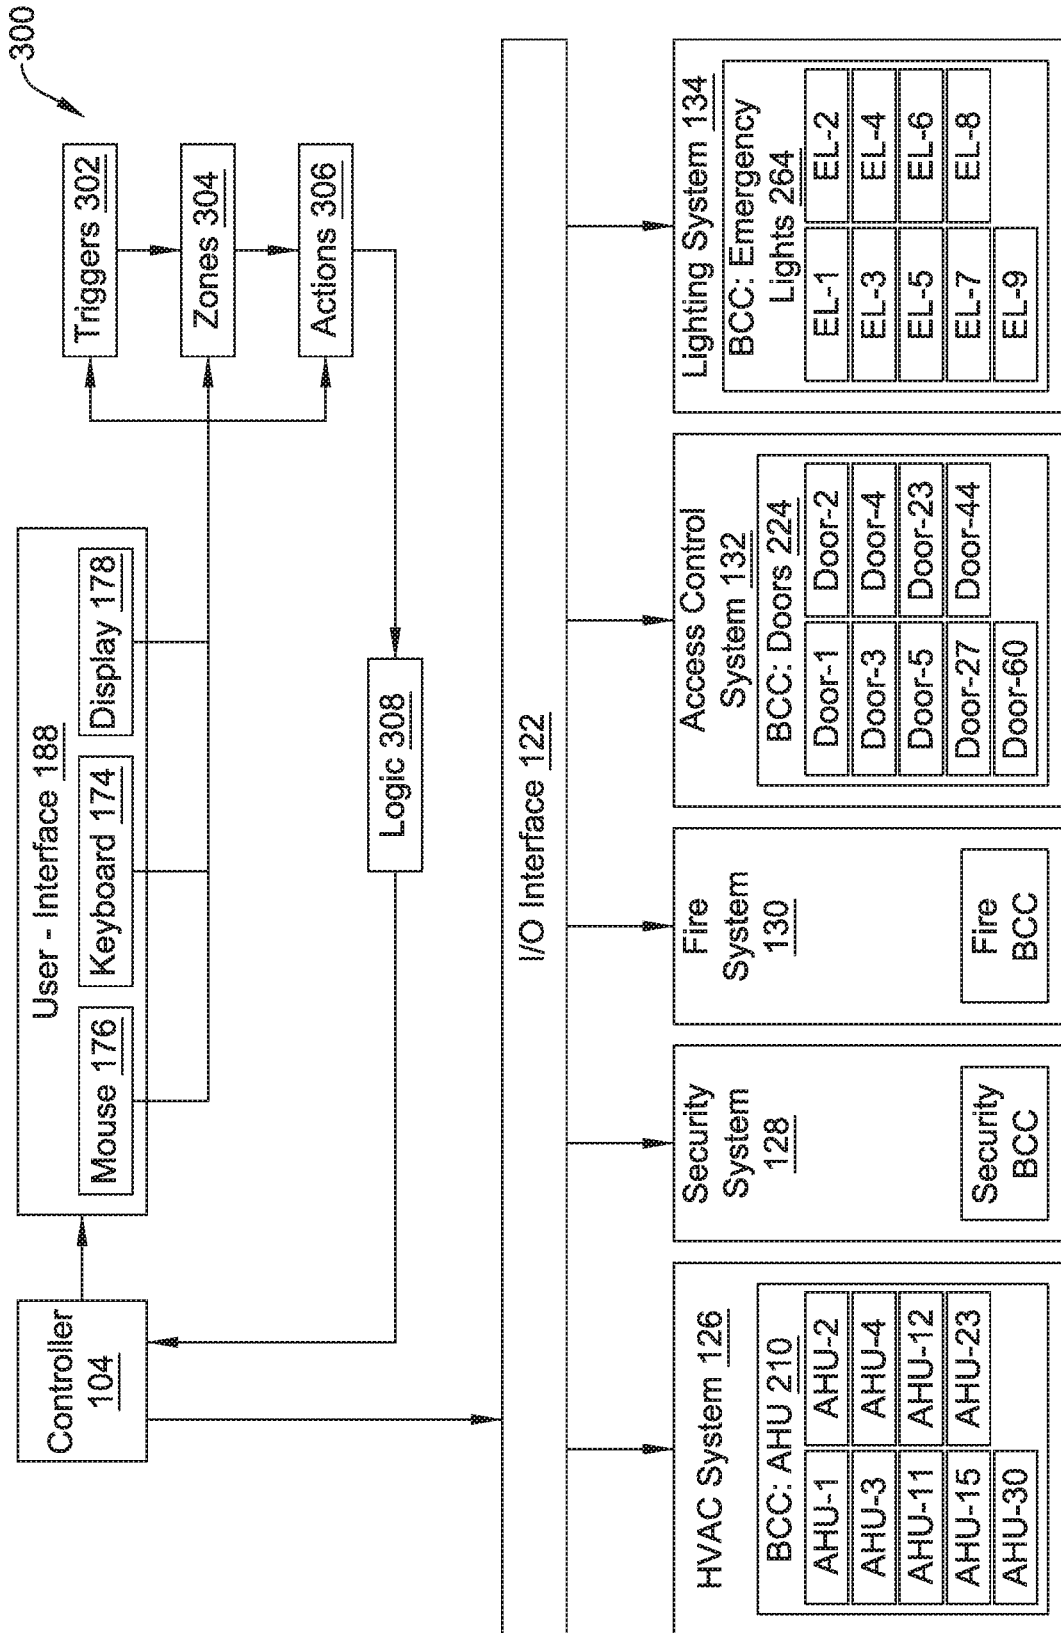 300
Controller
104
User - Interface 188
Mouse 176
Keyboard 174
Display 178
Triggers 302
Zones 304
Actions 306
Logic 308
I/O Interface 122
HVAC System 126
BCC: AHU 210
AHU-1
AHU-2
AHU-3
AHU-4
AHU-11
AHU-12
AHU-15
AHU-23
AHU-30
Security
System
128
Security
BCC
Fire
System
130
Fire
BCC
Access Control
System 132
BCC: Doors 224
Door-1
Door-2
Door-3
Door-4
Door-5
Door-23
Door-27
Door-44
Door-60
Lighting System 134
BCC: Emergency
Lights 264
EL-1
EL-2
EL-3
EL-4
EL-5
EL-6
EL-7
EL-8
EL-9